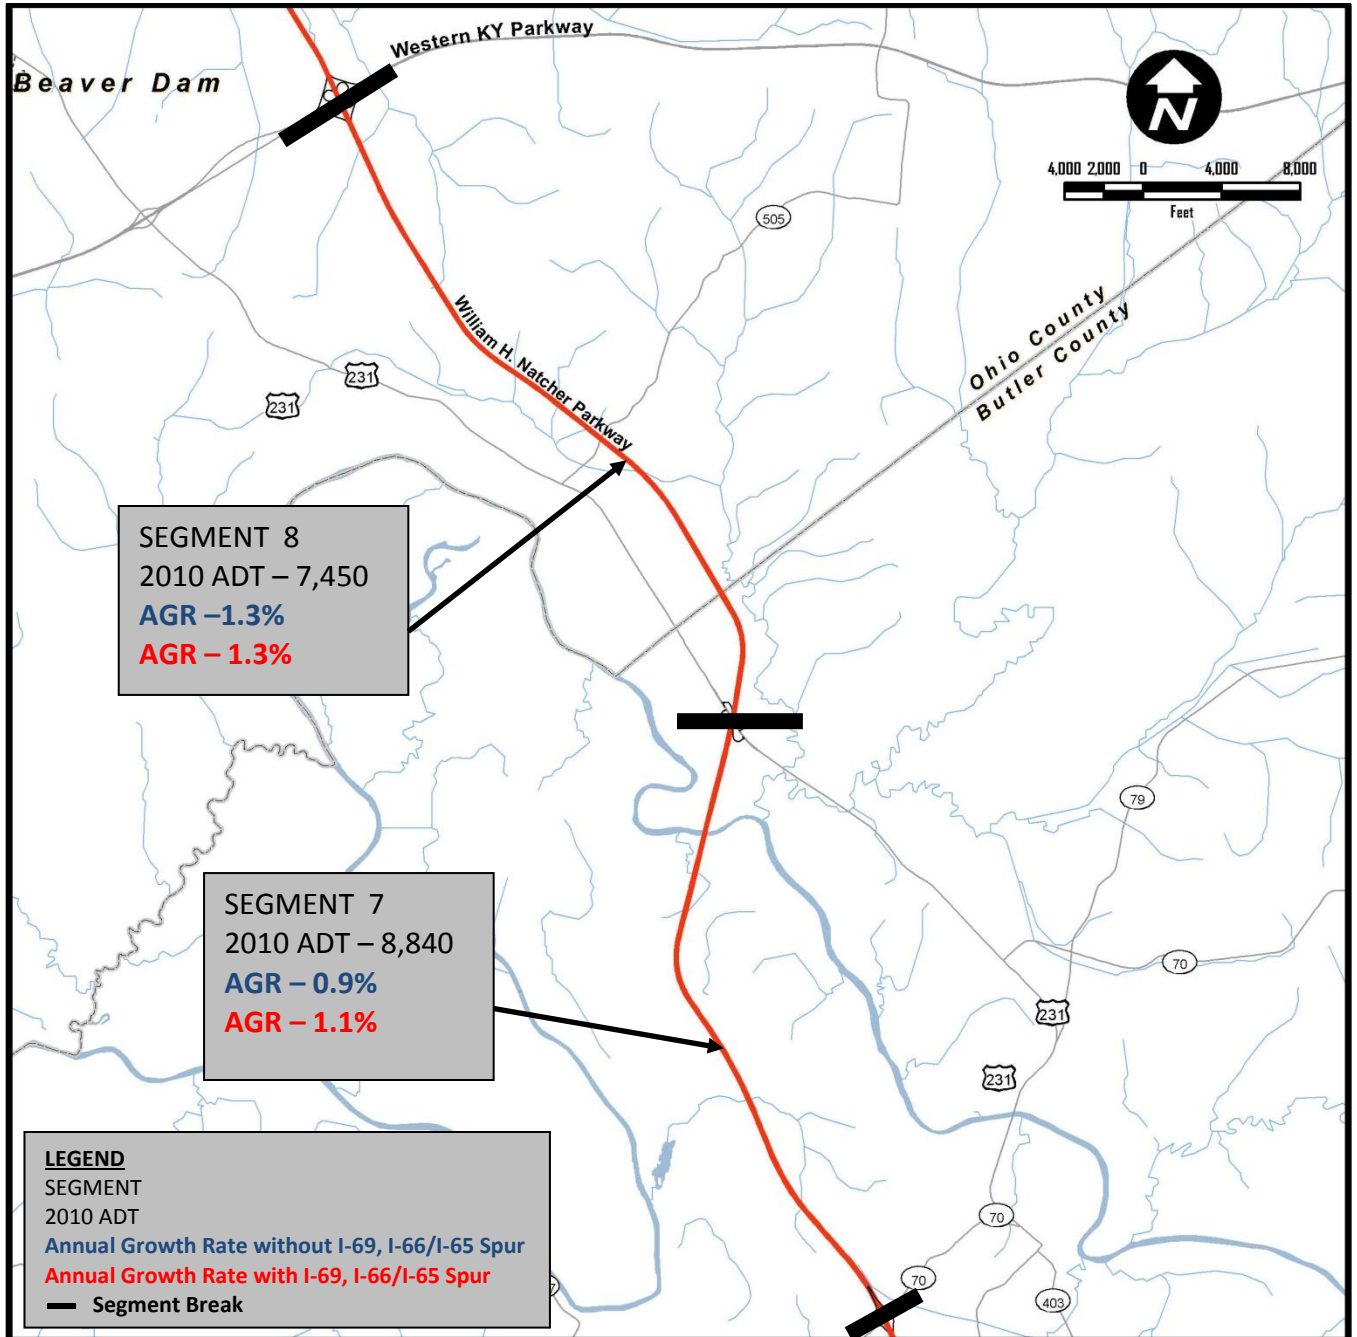 Western KY Parkway
Beaver Dam
N
4,000 2,000 0 4,000 8,000
Feet
505
William H. Natcher Parkway
Ohio County
Butler County
231
231
SEGMENT 8
2010 ADT – 7,450
AGR –1.3%
AGR – 1.3%
79
SEGMENT 7
2010 ADT – 8,840
AGR – 0.9%
AGR – 1.1%
70
231
231
LEGEND
SEGMENT
2010 ADT
Annual Growth Rate without I-69, I-66/I-65 Spur
Annual Growth Rate with I-69, I-66/I-65 Spur
Segment Break
70
70
403